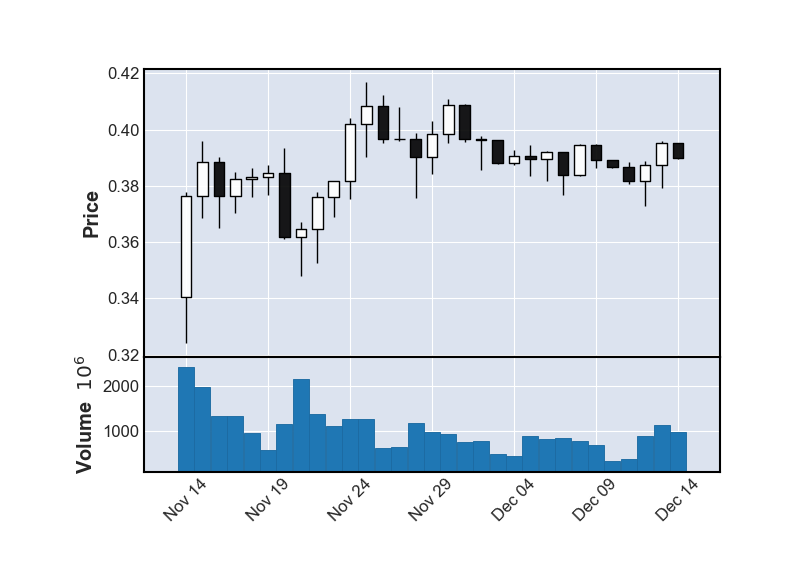 0.42
0.40
0.38
0.36
0.34
0.32
Price
2000
1000
Volume 10^6
Nov 14
Nov 19
Nov 24
Nov 29
Dec 04
Dec 09
Dec 14